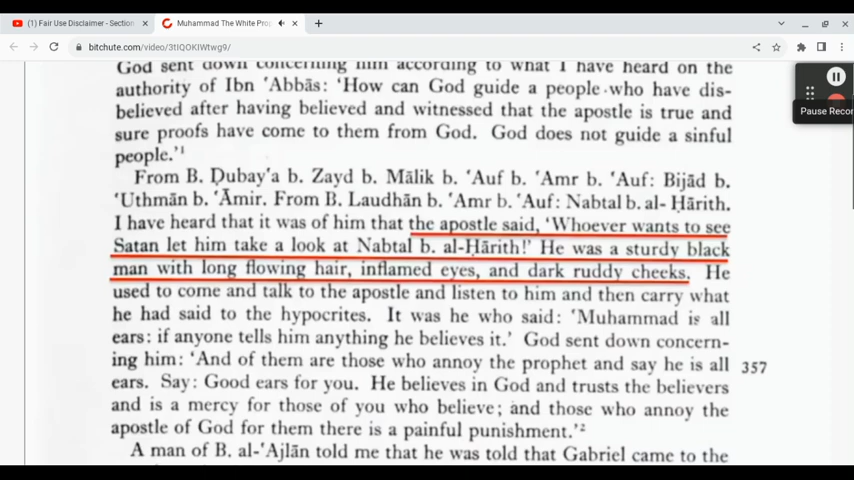 (1) Fair Use Disclaimer - Section
Muhammad The White Prop
bitchute.com/video/3tIQOKIWtwg9/
Pause Recor
God sent down concerning him according to what I have heard on the
authority of Ibn 'Abbās: 'How can God guide a people who have dis-
believed after having believed and witnessed that the apostle is true and
sure proofs have come to them from God. God does not guide a sinful
people.'1
From B. Ḍubay'a b. Zayd b. Mālik b. 'Auf b. 'Amr b. 'Auf: Bijād b.
'Uthmān b. 'Āmir. From B. Laudhān b. 'Amr b. 'Auf: Nabtal b. al-Ḥārith.
I have heard that it was of him that the apostle said, 'Whoever wants to see
Satan let him take a look at Nabtal b. al-Ḥārith!' He was a sturdy black
man with long flowing hair, inflamed eyes, and dark ruddy cheeks. He
used to come and talk to the apostle and listen to him and then carry what
he had said to the hypocrites. It was he who said: 'Muhammad is all
ears: if anyone tells him anything he believes it.' God sent down concern-
ing him: 'And of them are those who annoy the prophet and say he is all
ears. Say: Good ears for you. He believes in God and trusts the believers
and is a mercy for those of you who believe; and those who annoy the
apostle of God for them there is a painful punishment.'2
357
A man of B. al-'Ajlān told me that he was told that Gabriel came to the